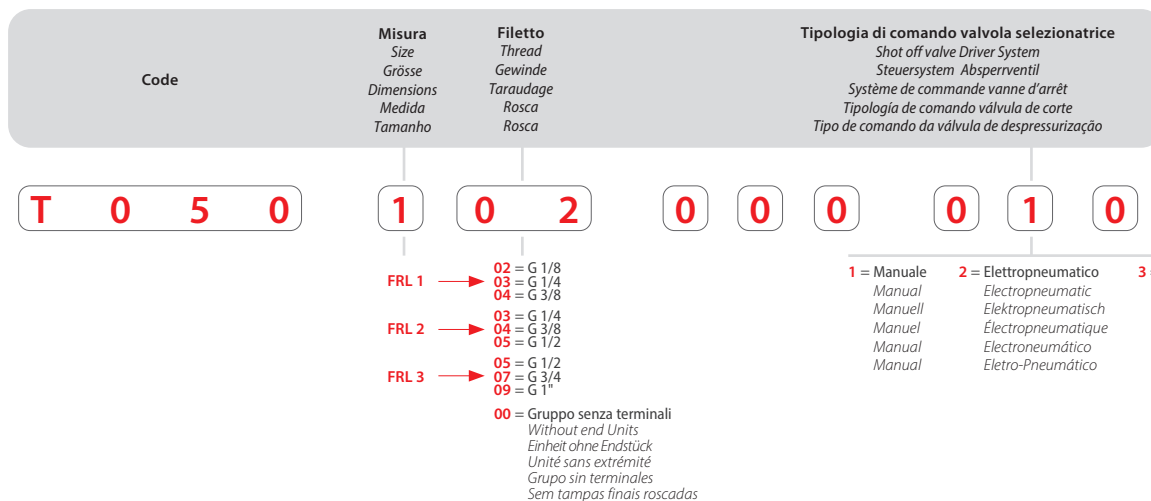 Code
Misura
Size
Grösse
Dimensions
Medida
Tamanho
Filetto
Thread
Gewinde
Taraudage
Rosca
Rosca
Tipologia di comando valvola selezionatrice
Shot off valve Driver System
Steuersystem Absperrventil
Système de commande vanne d'arrêt
Tipología de comando válvula de corte
Tipo de comando da válvula de despressurização
T 0 5 0 1 0 2 0 0 0 0 1 0
FRL 1
02 = G 1/8
03 = G 1/4
04 = G 3/8
FRL 2
03 = G 1/4
04 = G 3/8
05 = G 1/2
FRL 3
05 = G 1/2
07 = G 3/4
09 = G 1"
00 = Gruppo senza terminali
Without end Units
Einheit ohne Endstück
Unité sans extrémité
Grupo sin terminales
Sem tampas finais roscadas
1 = Manuale
Manual
Manuell
Manuel
Manual
Manual
2 = Elettropneumatico
Electropneumatic
Elektropneumatisch
Électropneumatique
Electroneumático
Eletro-Pneumático
3 =